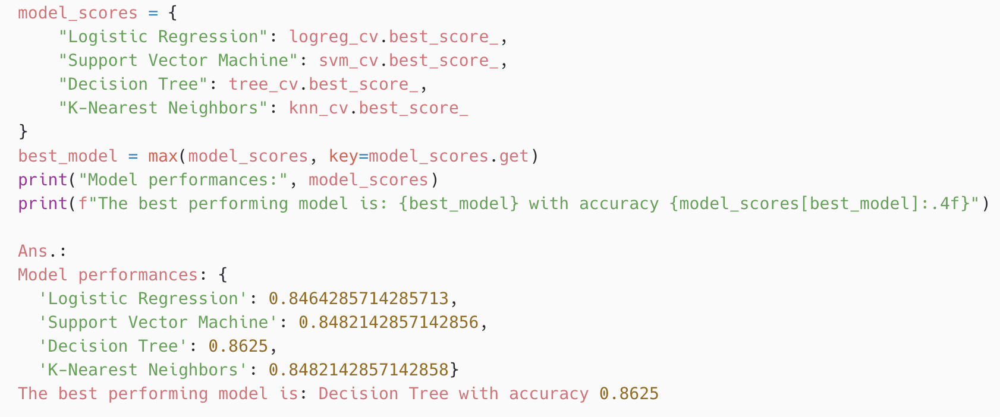 model_scores = {
    "Logistic Regression": logreg_cv.best_score_,
    "Support Vector Machine": svm_cv.best_score_,
    "Decision Tree": tree_cv.best_score_,
    "K-Nearest Neighbors": knn_cv.best_score_
}
best_model = max(model_scores, key=model_scores.get)
print("Model performances:", model_scores)
print(f"The best performing model is: {best_model} with accuracy {model_scores[best_model]:.4f}")

Ans.:
Model performances: {
  'Logistic Regression': 0.8464285714285713,
  'Support Vector Machine': 0.8482142857142856,
  'Decision Tree': 0.8625,
  'K-Nearest Neighbors': 0.8482142857142858}
The best performing model is: Decision Tree with accuracy 0.8625